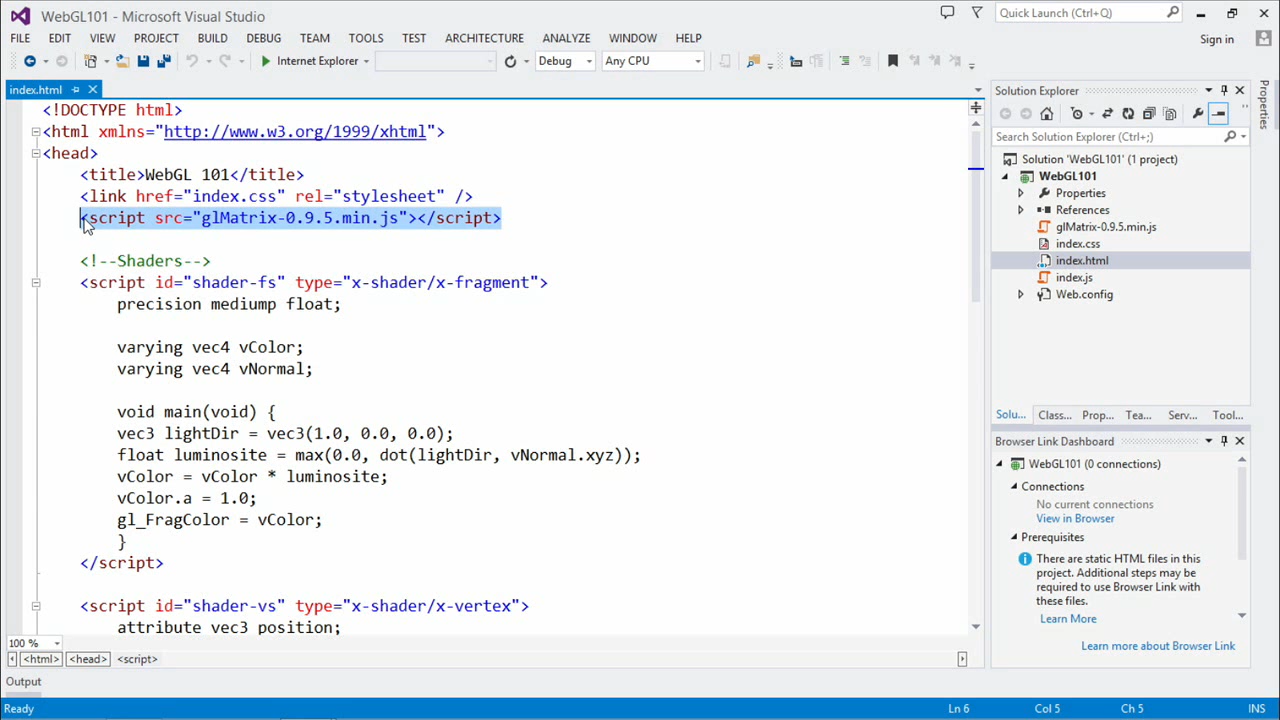 WebGL101 - Microsoft Visual Studio
Quick Launch (Ctrl+Q)
FILE EDIT VIEW PROJECT BUILD DEBUG TEAM TOOLS TEST ARCHITECTURE ANALYZE WINDOW HELP
Sign in
Internet Explorer Debug Any CPU
index.html
<!DOCTYPE html>
<html xmlns="http://www.w3.org/1999/xhtml">
<head>
<title>WebGL 101</title>
<link href="index.css" rel="stylesheet" />
<script src="glMatrix-0.9.5.min.js"></script>
<!--Shaders-->
<script id="shader-fs" type="x-shader/x-fragment">
precision mediump float;
varying vec4 vColor;
varying vec4 vNormal;
void main(void) {
vec3 lightDir = vec3(1.0, 0.0, 0.0);
float luminosite = max(0.0, dot(lightDir, vNormal.xyz));
vColor = vColor * luminosite;
vColor.a = 1.0;
gl_FragColor = vColor;
}
</script>
<script id="shader-vs" type="x-shader/x-vertex">
attribute vec3 position;
100 %
<html> <head> <script>
Output
Ready
Ln 6 Col 5 Ch 5 INS
Solution Explorer
Search Solution Explorer (Ctrl+;)
Solution 'WebGL101' (1 project)
WebGL101
Properties
References
glMatrix-0.9.5.min.js
index.css
index.html
index.js
Web.config
Solu... Class... Prop... Tea... Serv... Tool...
Browser Link Dashboard
WebGL101 (0 connections)
Connections
No current connections
View in Browser
Prerequisites
There are static HTML files in this
project. Additional steps may be
required to use Browser Link with
these files.
Learn More
Learn more about Browser Link
Properties